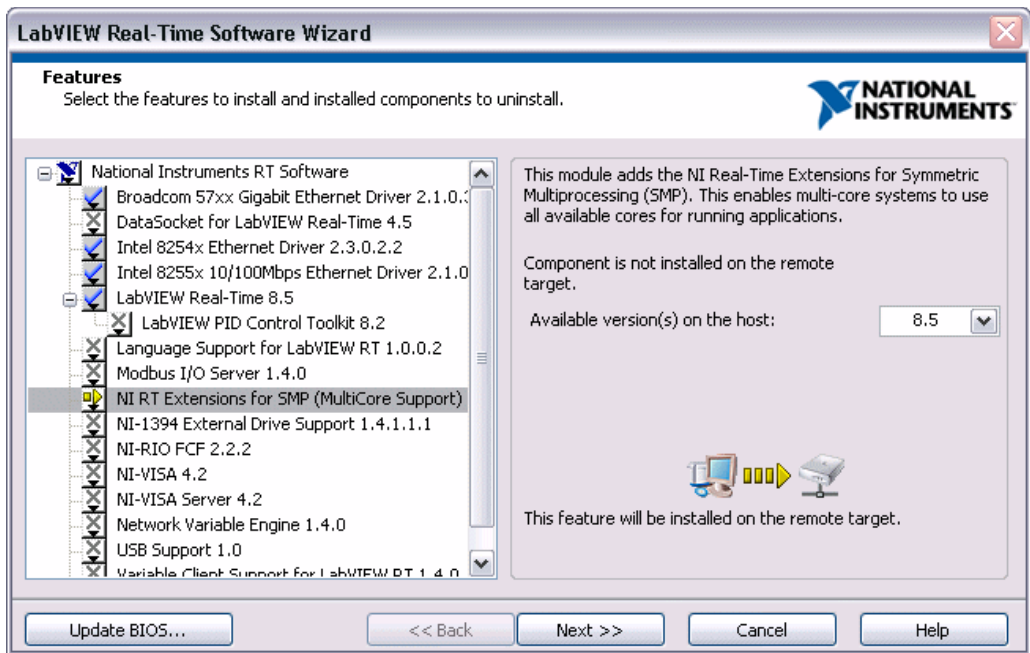 LabVIEW Real-Time Software Wizard
Features
Select the features to install and installed components to uninstall.
NATIONAL
INSTRUMENTS
National Instruments RT Software
Broadcom 57xx Gigabit Ethernet Driver 2.1.0.
DataSocket for LabVIEW Real-Time 4.5
Intel 8254x Ethernet Driver 2.3.0.2.2
Intel 8255x 10/100Mbps Ethernet Driver 2.1.0
LabVIEW Real-Time 8.5
LabVIEW PID Control Toolkit 8.2
Language Support for LabVIEW RT 1.0.0.2
Modbus I/O Server 1.4.0
NI RT Extensions for SMP (MultiCore Support)
NI-1394 External Drive Support 1.4.1.1.1
NI-RIO FCF 2.2.2
NI-VISA 4.2
NI-VISA Server 4.2
Network Variable Engine 1.4.0
USB Support 1.0
Variable Client Support for LabVIEW RT 1.4.0
This module adds the NI Real-Time Extensions for Symmetric
Multiprocessing (SMP). This enables multi-core systems to use
all available cores for running applications.
Component is not installed on the remote
target.
Available version(s) on the host: 8.5
This feature will be installed on the remote target.
Update BIOS... << Back Next >> Cancel Help